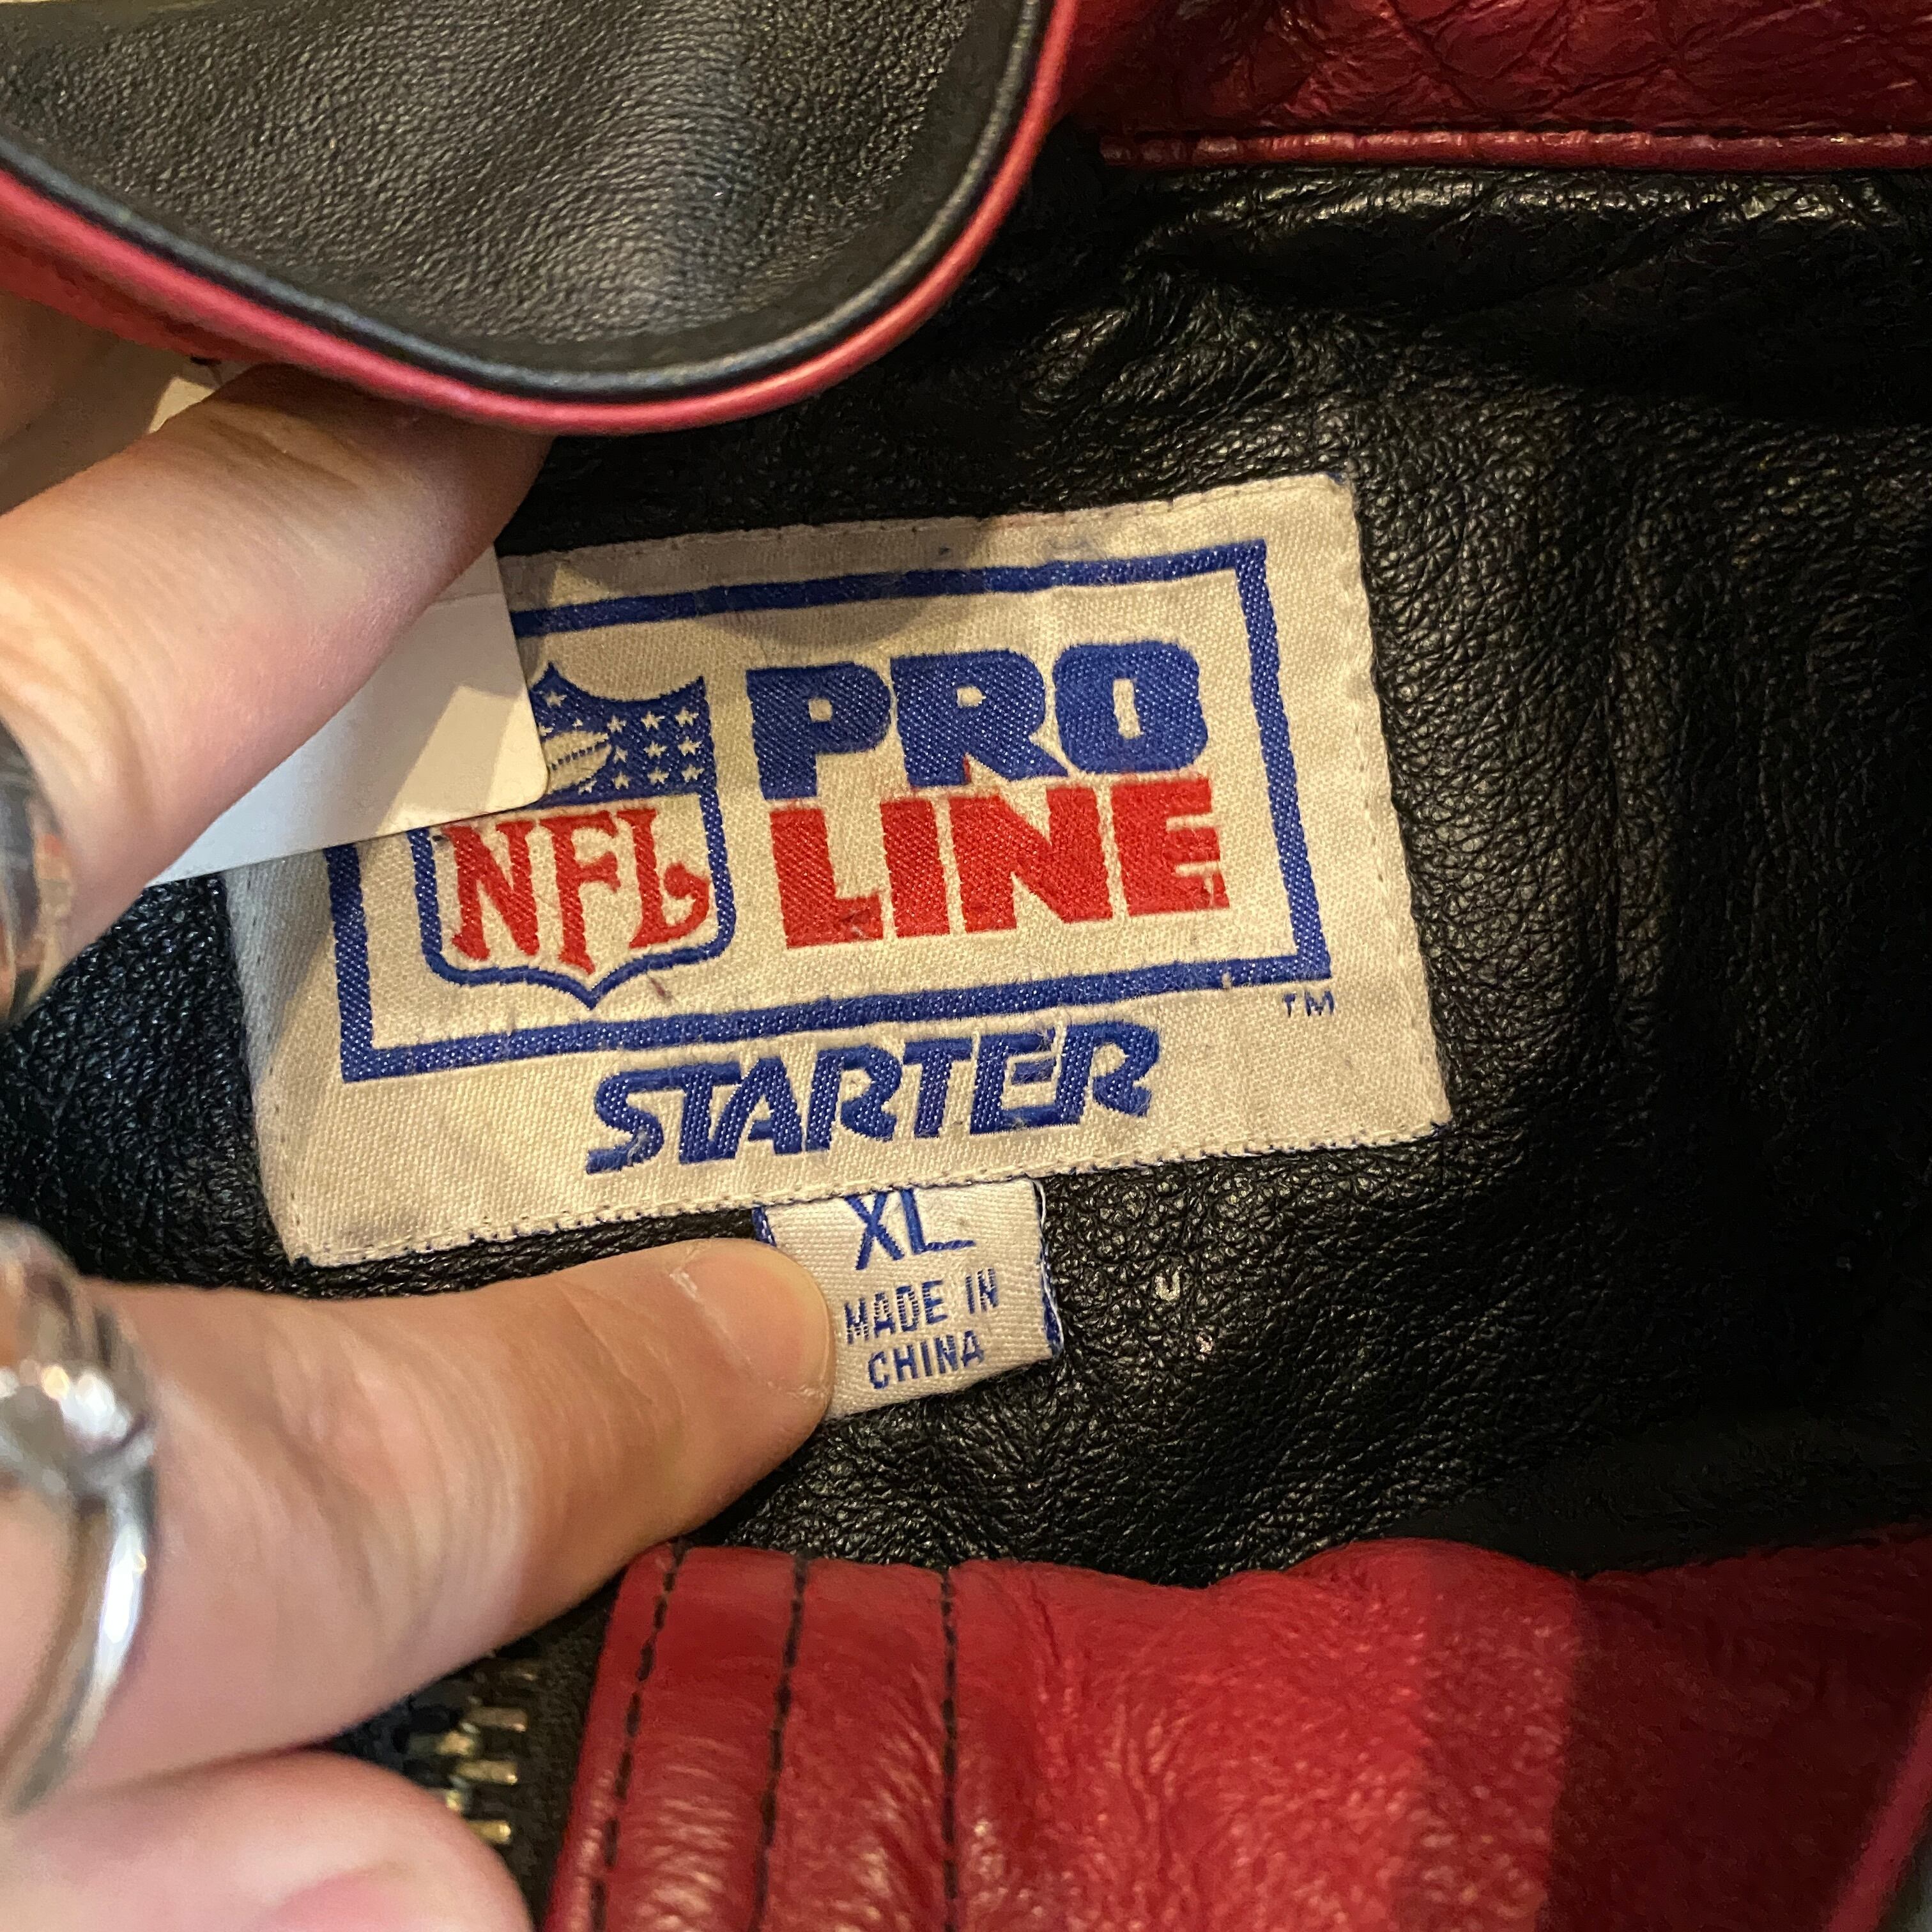 PRO
LINE
NFL
TM
STARTER
XL
MADE IN
CHINA